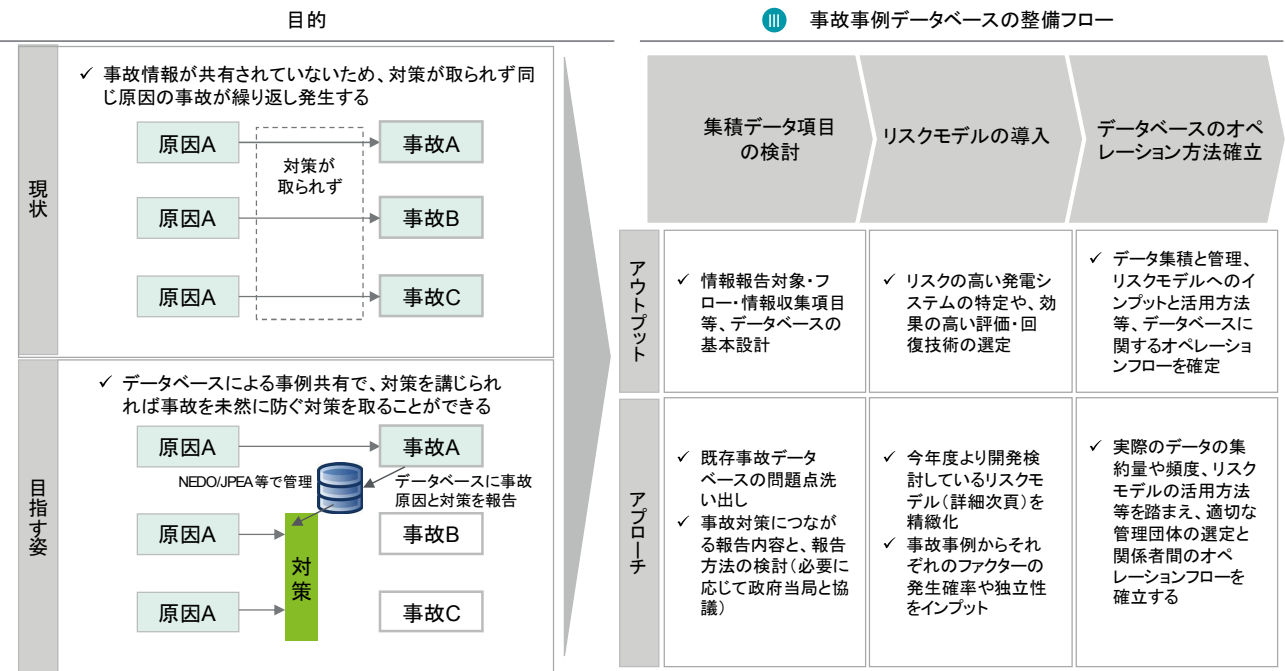 目的
現状
✓ 事故情報が共有されていないため、対策が取られず同
じ原因の事故が繰り返し発生する
原因A
事故A
対策が
取られず
原因A
事故B
原因A
事故C
目指す姿
✓ データベースによる事例共有で、対策を講じられ
れば事故を未然に防ぐ対策を取ることができる
原因A
事故A
NEDO/JPEA等で管理
データベースに事故
原因と対策を報告
原因A
事故B
対策
原因A
事故C
III 事故事例データベースの整備フロー
集積データ項目
の検討
リスクモデルの導入
データベースのオペ
レーション方法確立
アウトプット
✓ 情報報告対象・フ
ロー・情報収集項目
等、データベースの
基本設計
✓ リスクの高い発電シ
ステムの特定や、効
果の高い評価・回
復技術の選定
✓ データ集積と管理、
リスクモデルへのイ
ンプットと活用方法
等、データベースに
関するオペレーショ
ンフローを確定
アプローチ
✓ 既存事故データ
ベースの問題点洗
い出し
✓ 事故対策につなが
る報告内容と、報告
方法の検討（必要に
応じて政府当局と協
議）
✓ 今年度より開発検
討しているリスクモ
デル（詳細次頁）を
精緻化
✓ 事故事例からそれ
ぞれのファクターの
発生確率や独立性
をインプット
✓ 実際のデータの集
約量や頻度、リスク
モデルの活用方法
等を踏まえ、適切な
管理団体の選定と
関係者間のオペ
レーションフローを
確立する